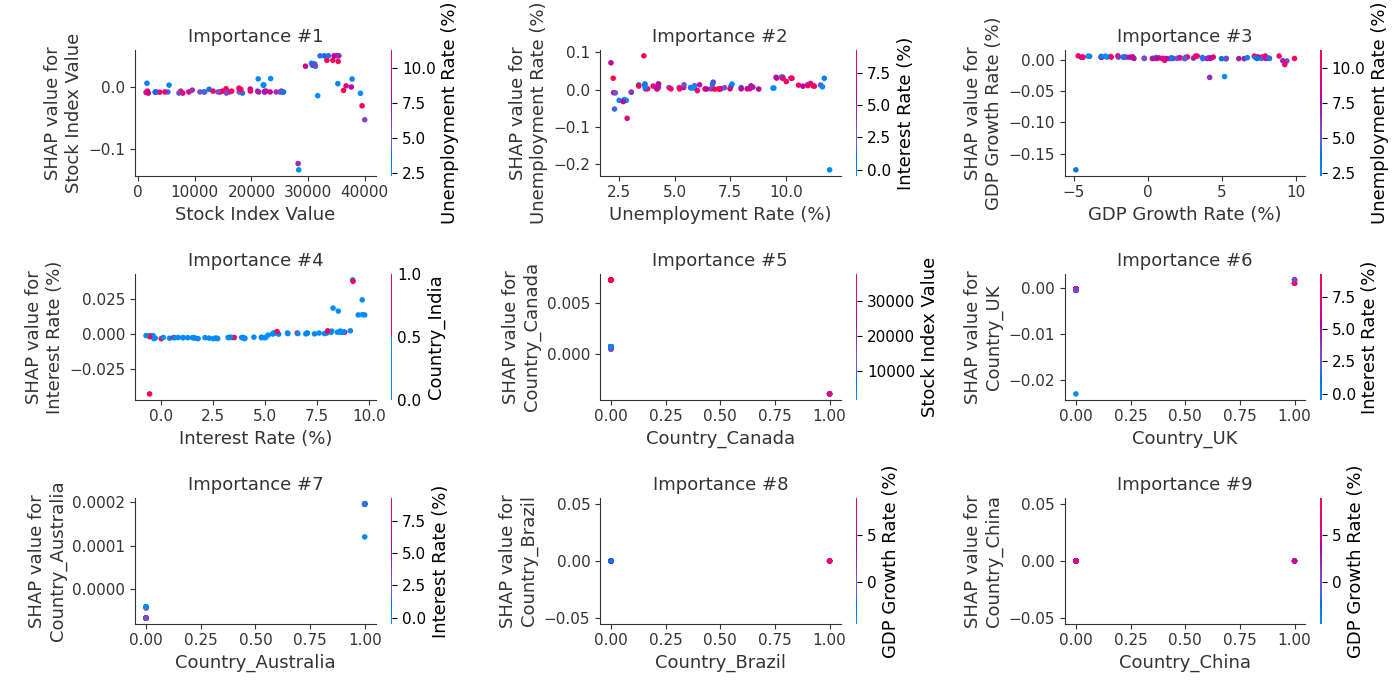 Importance #1
SHAP value for
Stock Index Value
0.0
−0.1
0
10000
20000
30000
40000
Stock Index Value
10.0
7.5
5.0
2.5
Unemployment Rate (%)
Importance #2
SHAP value for
Unemployment Rate (%)
0.1
0.0
−0.1
−0.2
2.5
5.0
7.5
10.0
Unemployment Rate (%)
7.5
5.0
2.5
0.0
Interest Rate (%)
Importance #3
SHAP value for
GDP Growth Rate (%)
0.00
−0.05
−0.10
−0.15
−5
0
5
10
GDP Growth Rate (%)
10.0
7.5
5.0
2.5
Unemployment Rate (%)
Importance #4
SHAP value for
Interest Rate (%)
0.025
0.000
−0.025
0.0
2.5
5.0
7.5
10.0
Interest Rate (%)
1.0
0.5
0.0
Country_India
Importance #5
SHAP value for
Country_Canada
0.005
0.000
0.00
0.25
0.50
0.75
1.00
Country_Canada
30000
20000
10000
Stock Index Value
Importance #6
SHAP value for
Country_UK
0.00
−0.01
−0.02
0.00
0.25
0.50
0.75
1.00
Country_UK
7.5
5.0
2.5
0.0
Interest Rate (%)
Importance #7
SHAP value for
Country_Australia
0.0002
0.0001
0.0000
0.00
0.25
0.50
0.75
1.00
Country_Australia
7.5
5.0
2.5
0.0
Interest Rate (%)
Importance #8
SHAP value for
Country_Brazil
0.05
0.00
−0.05
0.00
0.25
0.50
0.75
1.00
Country_Brazil
5
0
GDP Growth Rate (%)
Importance #9
SHAP value for
Country_China
0.05
0.00
−0.05
0.00
0.25
0.50
0.75
1.00
Country_China
5
0
GDP Growth Rate (%)